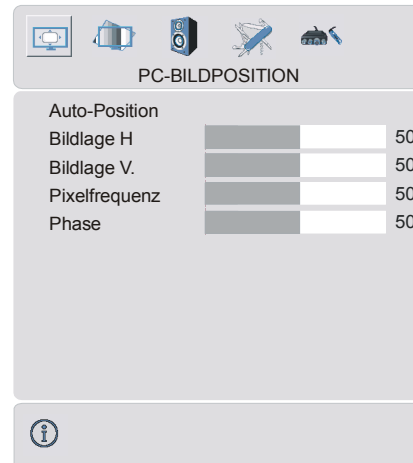 PC-BILDPOSITION
Auto-Position
Bildlage H 50
Bildlage V. 50
Pixelfrequenz 50
Phase 50